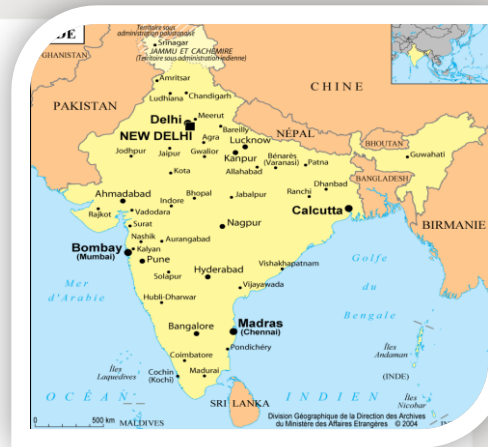 DE
Territoire sous
administration pakistanaise
Srinagar
GHANISTAN
JAMMU ET CACHEMIRE
(Territoire sous administration indienne)
Amritsar
CHINE
Ludhiana
Chandigarh
PAKISTAN
Delhi
Meerut
NEW DELHI
Bareilly
NÉPAL
BHOUTAN
Agra
Lucknow
Jodhpur
Jaipur
Gwalior
Kanpur
Bénarès
(Varanasi)
Patna
Guwahati
Allahabad
Kota
BANGLADESH
Dhanbad
Ranchi
Ahmadabad
Bhopal
Jabalpur
Indore
Calcutta
Rajkot
Vadodara
Surat
Nagpur
BIRMANIE
Nashik
Aurangabad
Bombay
(Mumbai)
Kalyan
Pune
Vishakhapatnam
Golfe
Solapur
Hyderabad
Mer
d'Arabie
Vijayawada
du
Hubli-Dharwar
Bengale
Bangalore
Madras
(Chennai)
Îles
Andaman
Pondichéry
Îles
Laquedives
Coimbatore
(INDE)
Cochin
(Kochi)
Madurai
Îles
Nicobar
OCÉAN
INDIEN
SRI LANKA
0
500 km
MALDIVES
Division Géographique de la Direction des Archives
du Ministère des Affaires Etrangères © 2004